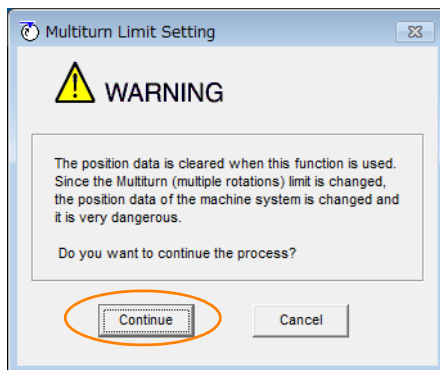 Multiturn Limit Setting
WARNING
The position data is cleared when this function is used.
Since the Multiturn (multiple rotations) limit is changed,
the position data of the machine system is changed and
it is very dangerous.
Do you want to continue the process?
Continue Cancel